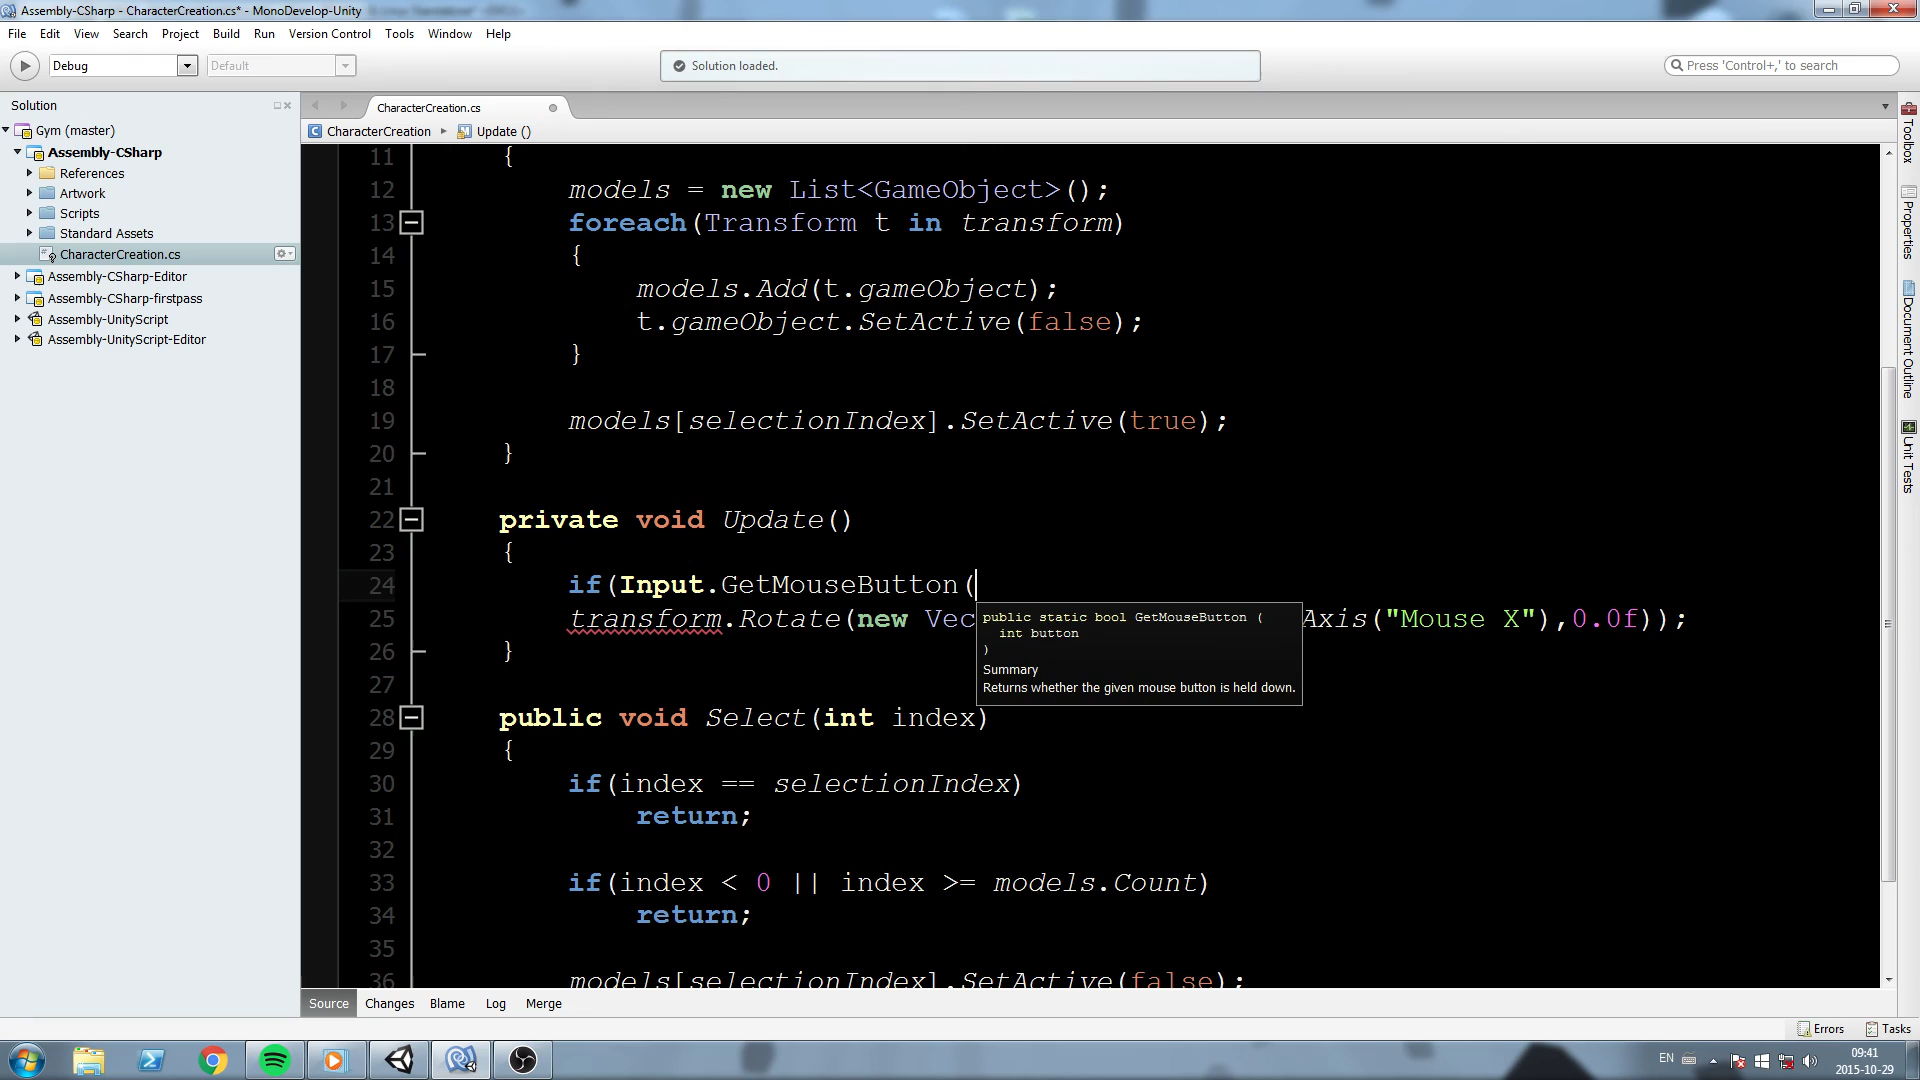 Assembly-CSharp - CharacterCreation.cs* - MonoDevelop-Unity
File Edit View Search Project Build Run Version Control Tools Window Help
Debug
Default
Solution loaded.
Press 'Control+,' to search
Solution
Gym (master)
Assembly-CSharp
References
Artwork
Scripts
Standard Assets
CharacterCreation.cs
Assembly-CSharp-Editor
Assembly-CSharp-firstpass
Assembly-UnityScript
Assembly-UnityScript-Editor
CharacterCreation.cs
CharacterCreation Update ()
11 {
12 models = new List<GameObject>();
13 foreach(Transform t in transform)
14 {
15 models.Add(t.gameObject);
16 t.gameObject.SetActive(false);
17 }
18
19 models[selectionIndex].SetActive(true);
20 }
21
22 private void Update()
23 {
24 if(Input.GetMouseButton(
25 transform.Rotate(new Vec Axis("Mouse X"),0.0f));
public static bool GetMouseButton (
int button
)
Summary
Returns whether the given mouse button is held down.
26 }
27
28 public void Select(int index)
29 {
30 if(index == selectionIndex)
31 return;
32
33 if(index < 0 || index >= models.Count)
34 return;
35
36 models[selectionIndex].SetActive(false);
Toolbox
Properties
Document Outline
Unit Tests
Source Changes Blame Log Merge
Errors Tasks
EN
09:41
2015-10-29